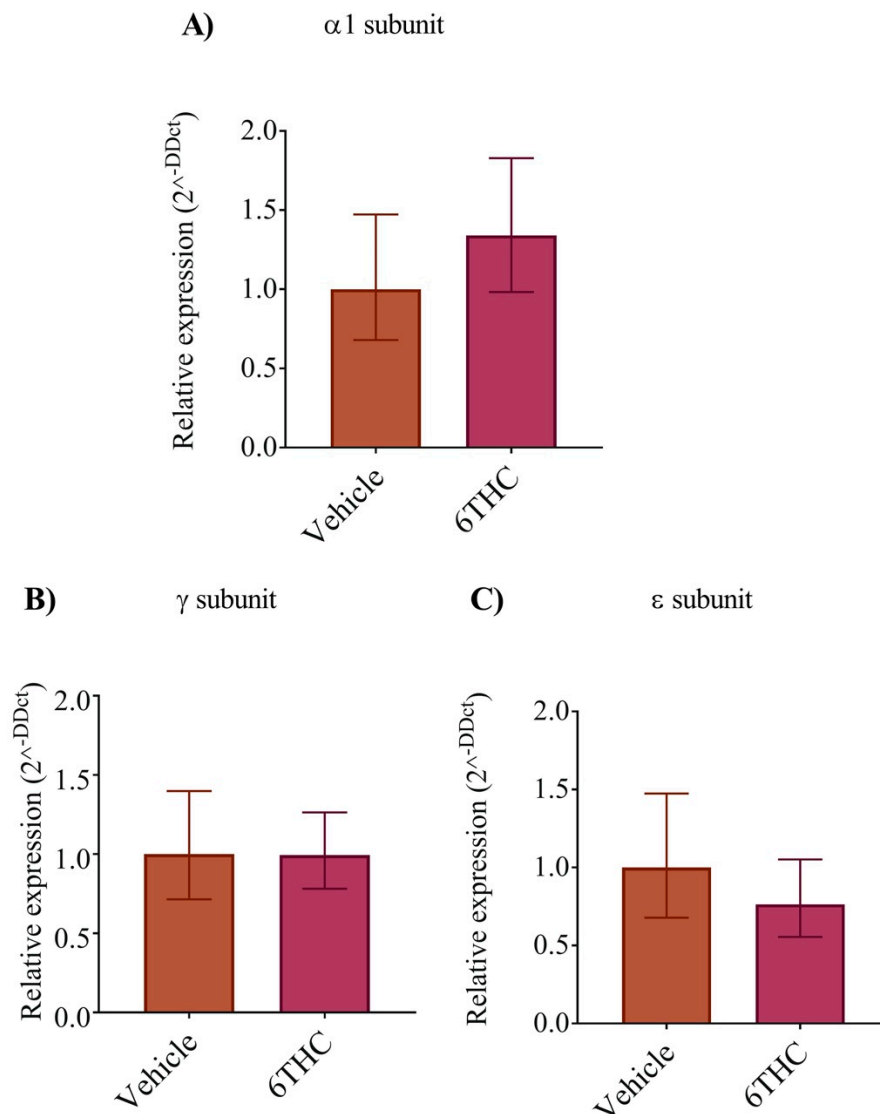 A) α1 subunit
Relative expression (2^-DDct)
2.0
1.5
1.0
0.5
0.0
Vehicle
6THC
B) γ subunit
Relative expression (2^-DDct)
2.0
1.5
1.0
0.5
0.0
Vehicle
6THC
C) ε subunit
Relative expression (2^-DDct)
2.0
1.5
1.0
0.5
0.0
Vehicle
6THC